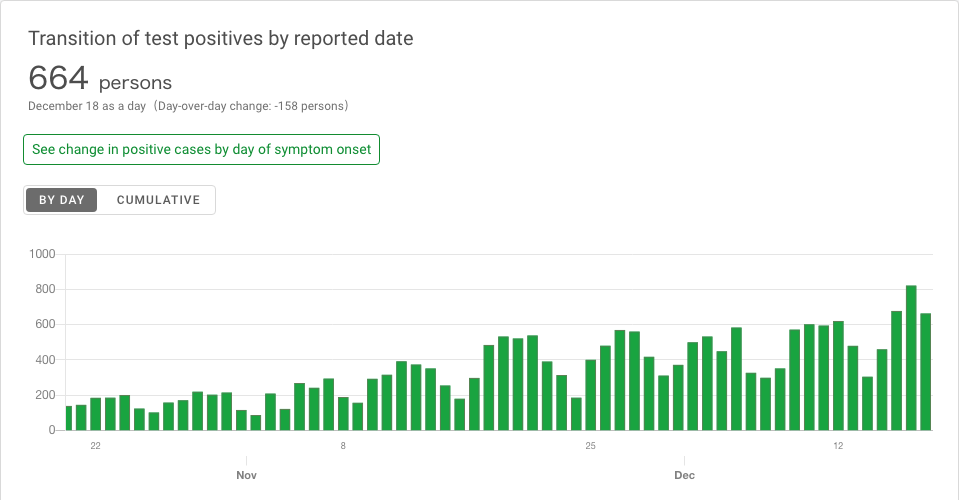 Transition of test positives by reported date
664 persons
December 18 as a day (Day-over-day change: -158 persons)
See change in positive cases by day of symptom onset
BY DAY CUMULATIVE
1000
800
600
400
200
0
22 8 25 12
Nov Dec